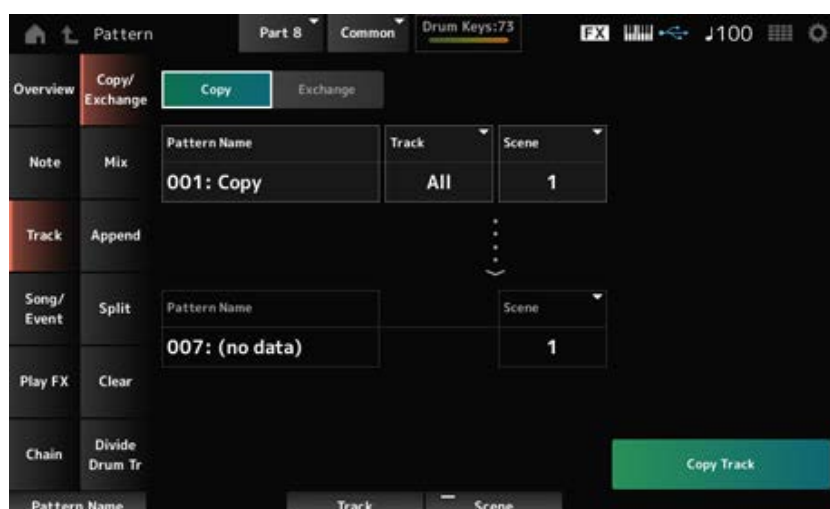 Pattern
Part 8
Common
Drum Keys:73
FX
♩100
Overview
Copy/
Exchange
Copy
Exchange
Note
Mix
Pattern Name
Track
Scene
001: Copy
All
1
Track
Append
Song/
Event
Split
Pattern Name
Scene
007: (no data)
1
Play FX
Clear
Chain
Divide
Drum Tr
Copy Track
Pattern Name
Track
Scene